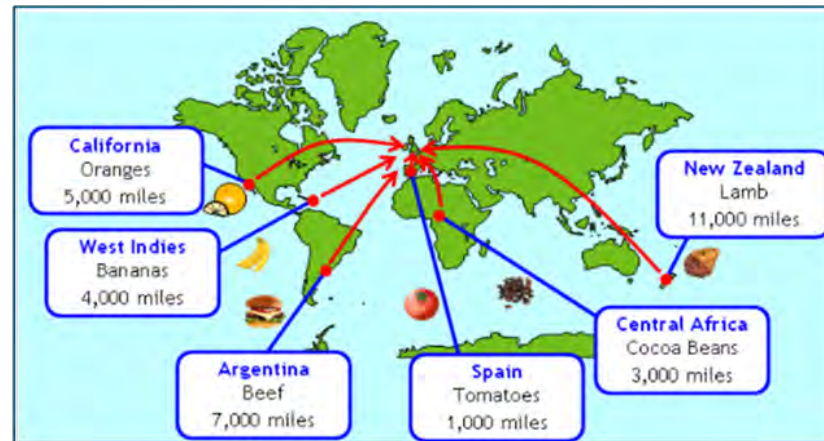 California
Oranges
5,000 miles
West Indies
Bananas
4,000 miles
Argentina
Beef
7,000 miles
Spain
Tomatoes
1,000 miles
Central Africa
Cocoa Beans
3,000 miles
New Zealand
Lamb
11,000 miles